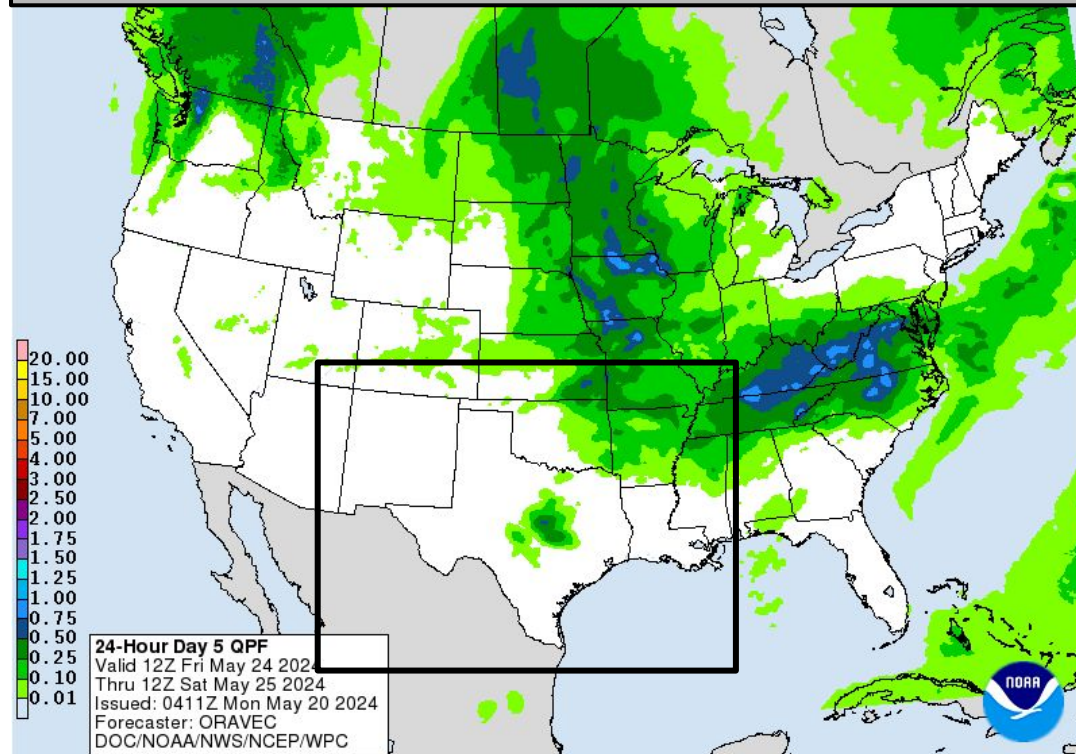 20.00
15.00
10.00
7.00
5.00
4.00
3.00
2.50
2.00
1.75
1.50
1.25
1.00
0.75
0.50
0.25
0.10
0.01
24-Hour Day 5 QPF
Valid 12Z Fri May 24 2024
Thru 12Z Sat May 25 2024
Issued: 0411Z Mon May 20 2024
Forecaster: ORAVEC
DOC/NOAA/NWS/NCEP/WPC
NOAA